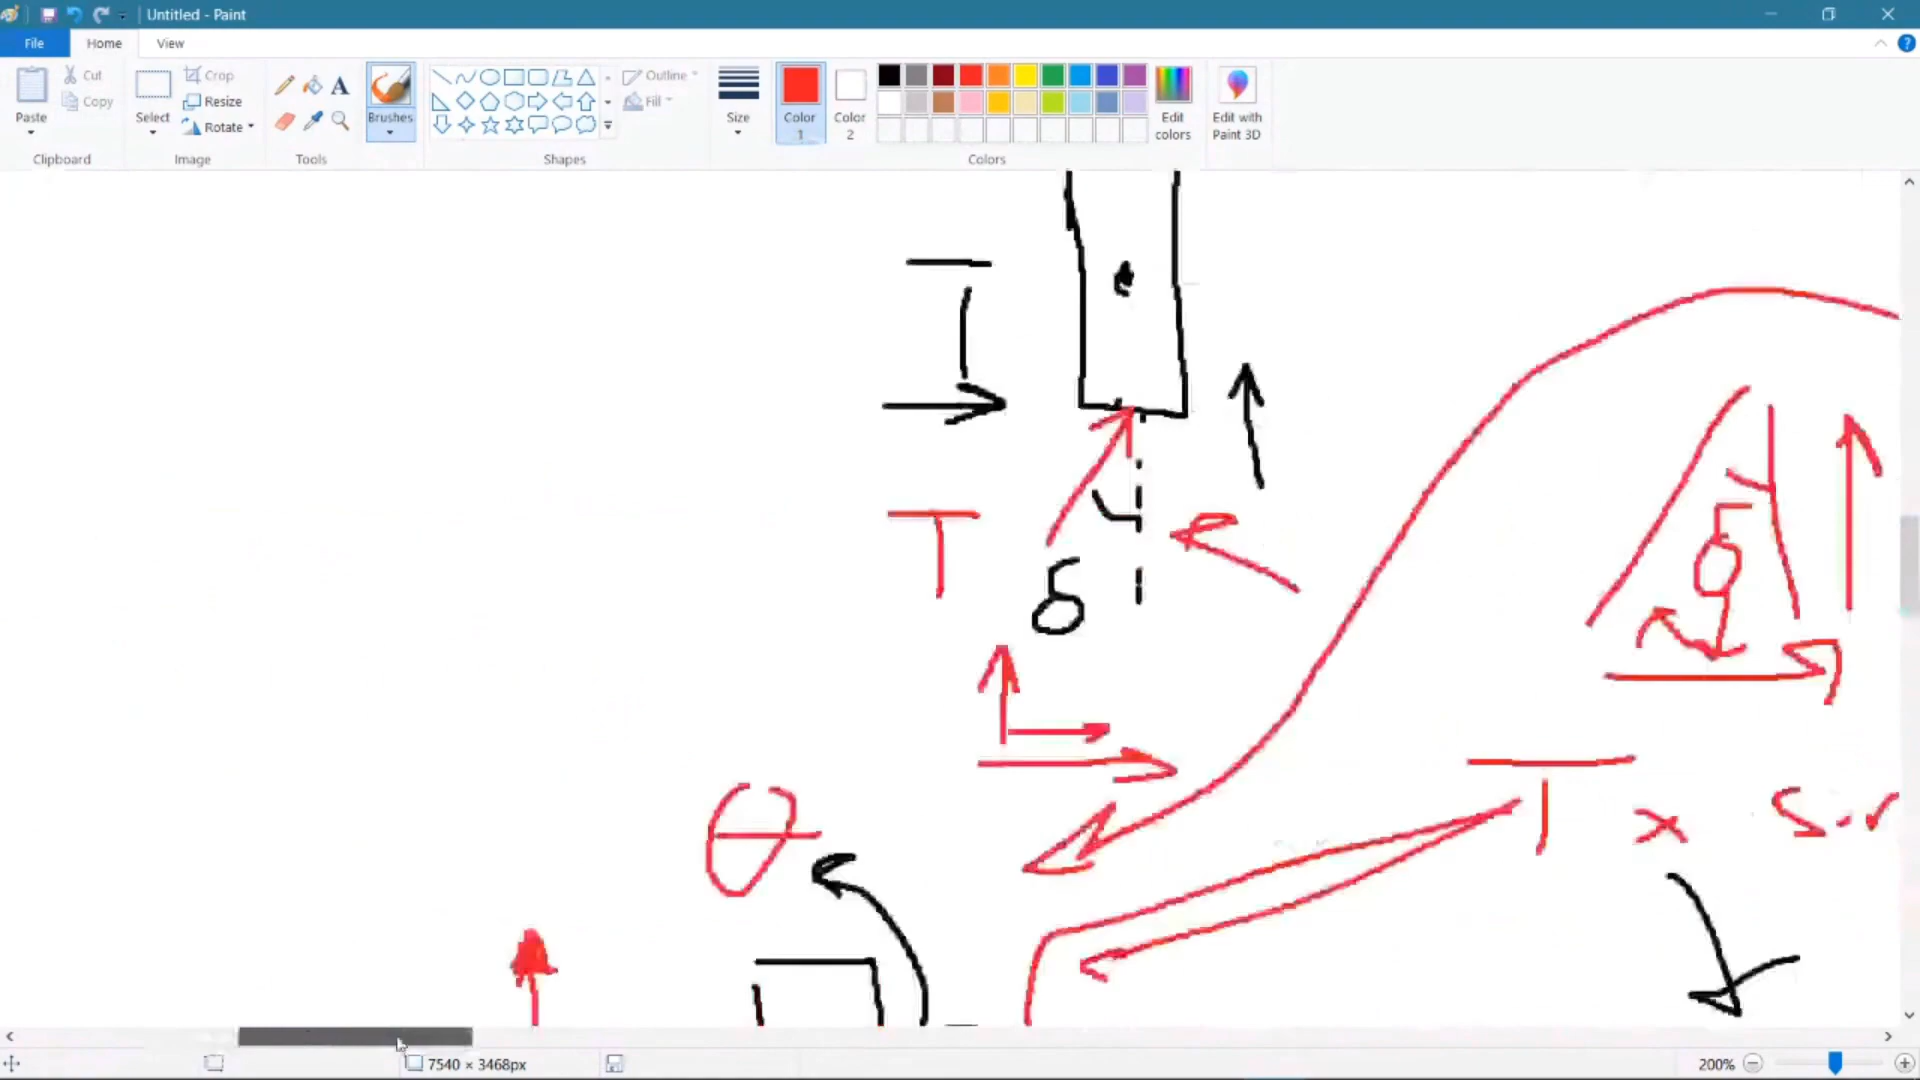 Untitled - Paint
File Home View
Paste
Cut
Copy
Clipboard
Select
Crop
Resize
Rotate
Image
A
Tools
Brushes
Outline
Fill
Shapes
Size
Color 1
Color 2
Edit colors
Edit with Paint 3D
Colors
T
δ
θ
T x Sin
7540 × 3468px
200%